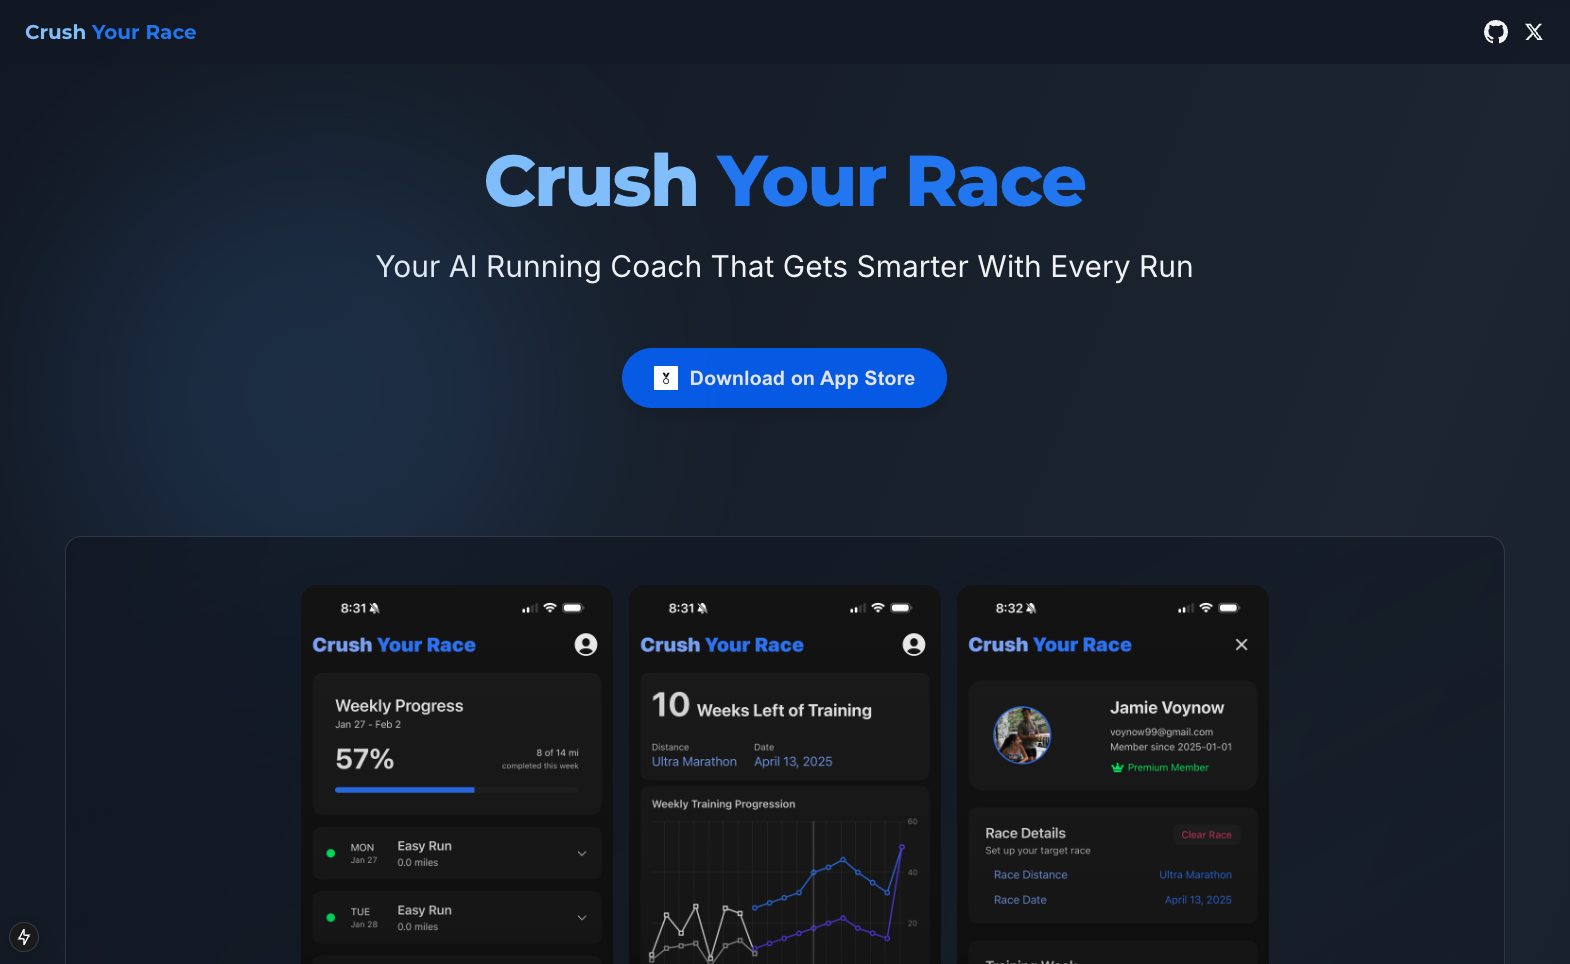 Crush Your Race
Crush Your Race
Your AI Running Coach That Gets Smarter With Every Run
Download on App Store
8:31
Crush Your Race
Weekly Progress
Jan 27 - Feb 2
57%
8 of 14 mi
completed this week
MON
Jan 27
Easy Run
0.0 miles
TUE
Jan 28
Easy Run
0.0 miles
8:31
Crush Your Race
10 Weeks Left of Training
Distance
Date
Ultra Marathon
April 13, 2025
Weekly Training Progression
60
40
20
8:32
Crush Your Race
Jamie Voynow
voynow99@gmail.com
Member since 2025-01-01
Premium Member
Race Details
Clear Race
Set up your target race
Race Distance
Ultra Marathon
Race Date
April 13, 2025
Training Week